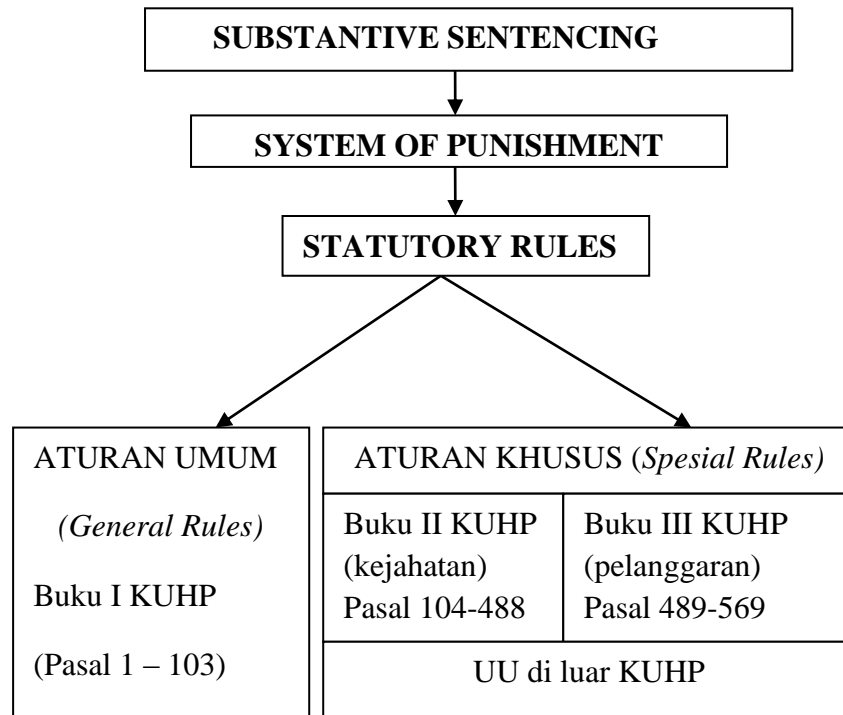 SUBSTANTIVE SENTENCING
SYSTEM OF PUNISHMENT
STATUTORY RULES
ATURAN UMUM
(General Rules)
Buku I KUHP
(Pasal 1 – 103)
ATURAN KHUSUS (Spesial Rules)
Buku II KUHP
(kejahatan)
Pasal 104-488
Buku III KUHP
(pelanggaran)
Pasal 489-569
UU di luar KUHP